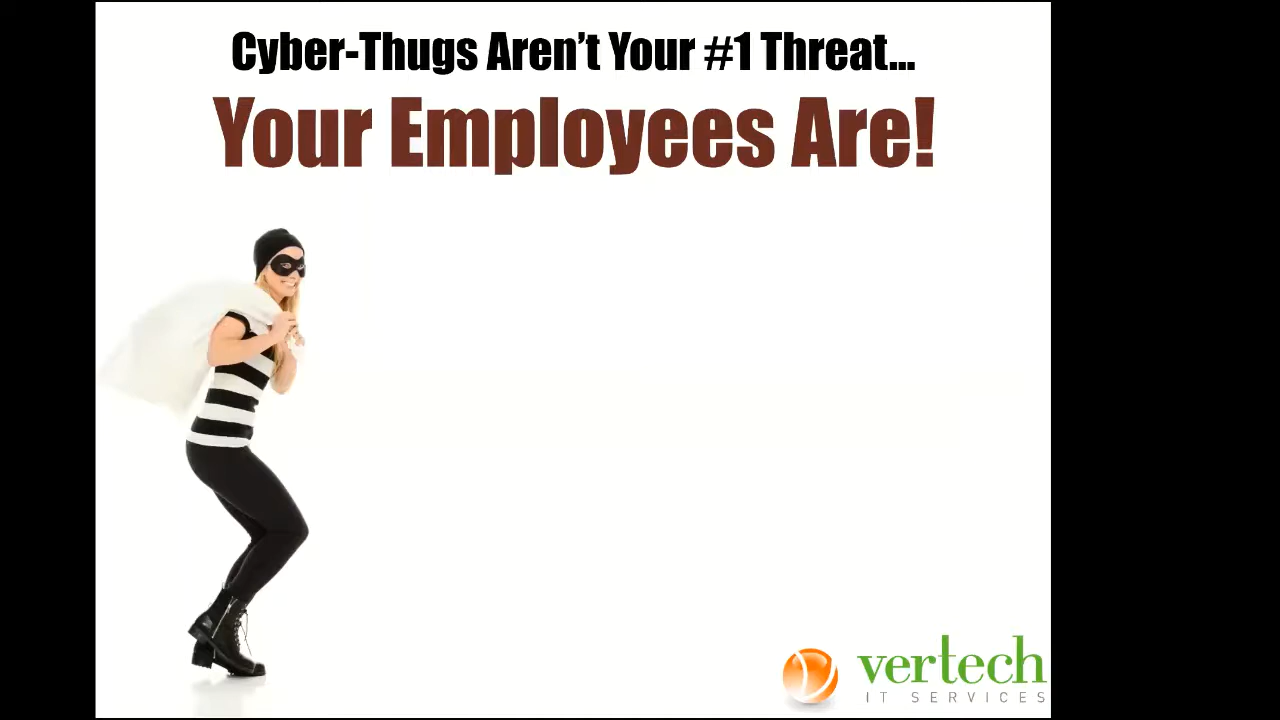 Cyber-Thugs Aren’t Your #1 Threat...
Your Employees Are!
vertech
IT SERVICES